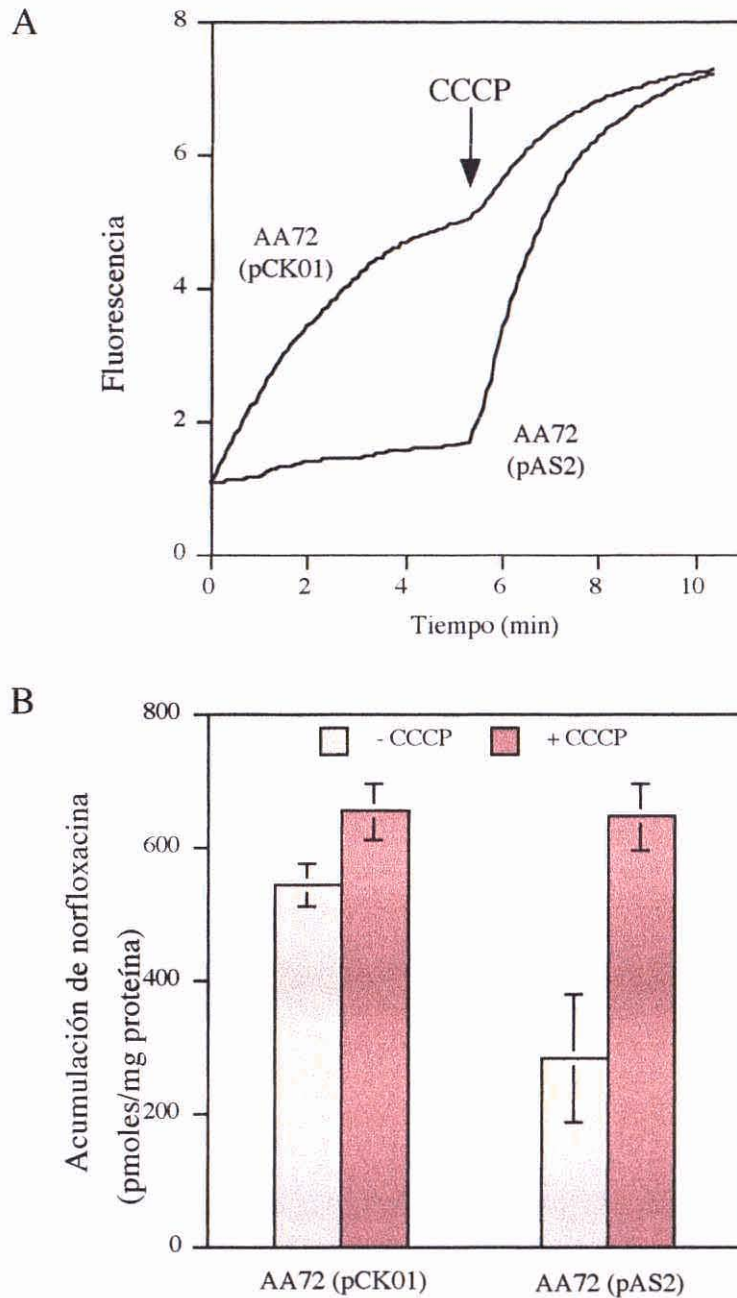 A
8
6
4
2
0
Fluorescencia
CCCP
AA72
(pCK01)
AA72
(pAS2)
0 2 4 6 8 10
Tiempo (min)
B
800
600
400
200
0
Acumulación de norfloxacina
(pmoles/mg proteína)
- CCCP + CCCP
AA72 (pCK01) AA72 (pAS2)